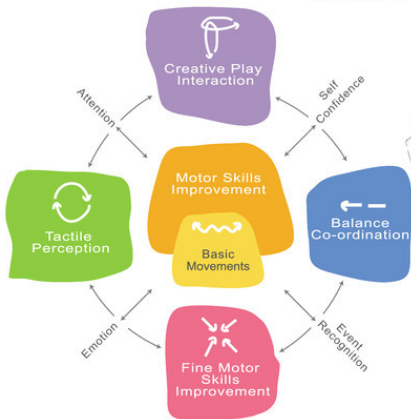 Creative Play
Interaction
Attention
Self
Confidence
Motor Skills
Improvement
Tactile
Perception
Balance
Co-ordination
Basic
Movements
Emotion
Event
Recognition
Fine Motor
Skills
Improvement